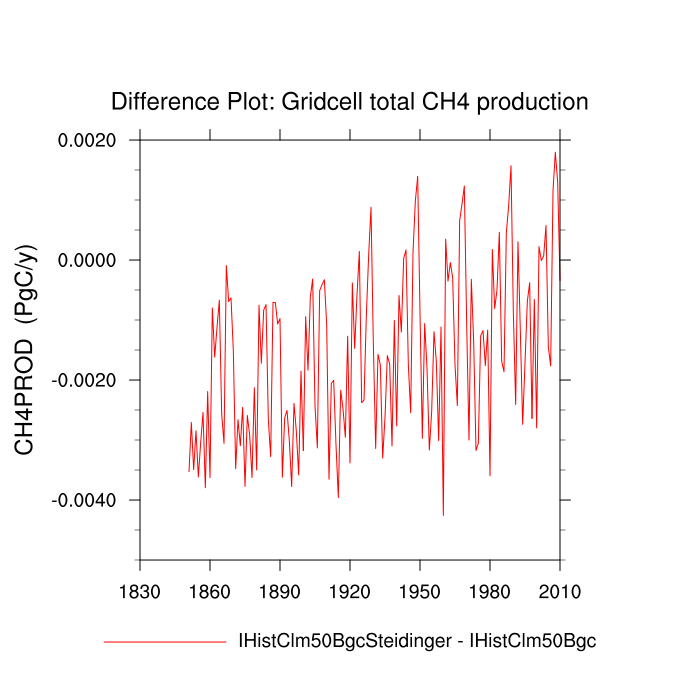 Difference Plot: Gridcell total CH4 production
0.0020
0.0000
-0.0020
-0.0040
CH4PROD (PgC/y)
1830 1860 1890 1920 1950 1980 2010
IHistClm50BgcSteidinger - IHistClm50Bgc